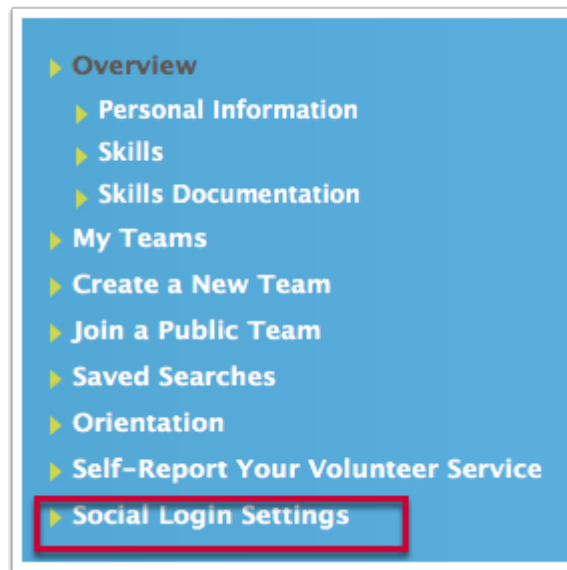 Overview
Personal Information
Skills
Skills Documentation
My Teams
Create a New Team
Join a Public Team
Saved Searches
Orientation
Self-Report Your Volunteer Service
Social Login Settings